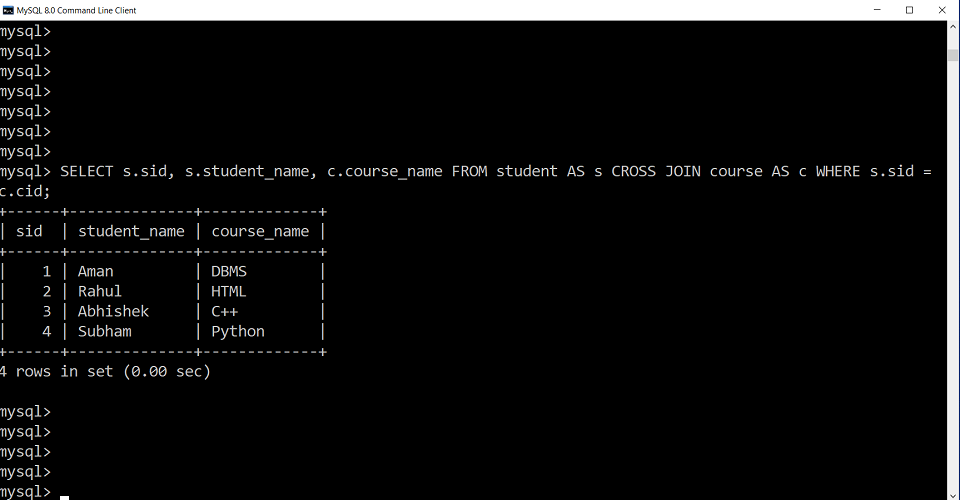 MySQL 8.0 Command Line Client
mysql>
mysql>
mysql>
mysql>
mysql>
mysql>
mysql>
mysql> SELECT s.sid, s.student_name, c.course_name FROM student AS s CROSS JOIN course AS c WHERE s.sid =
c.cid;
+------+--------------+-------------+
| sid  | student_name | course_name |
+------+--------------+-------------+
|    1 | Aman         | DBMS        |
|    2 | Rahul        | HTML        |
|    3 | Abhishek     | C++         |
|    4 | Subham       | Python      |
+------+--------------+-------------+
4 rows in set (0.00 sec)
mysql>
mysql>
mysql>
mysql>
mysql>